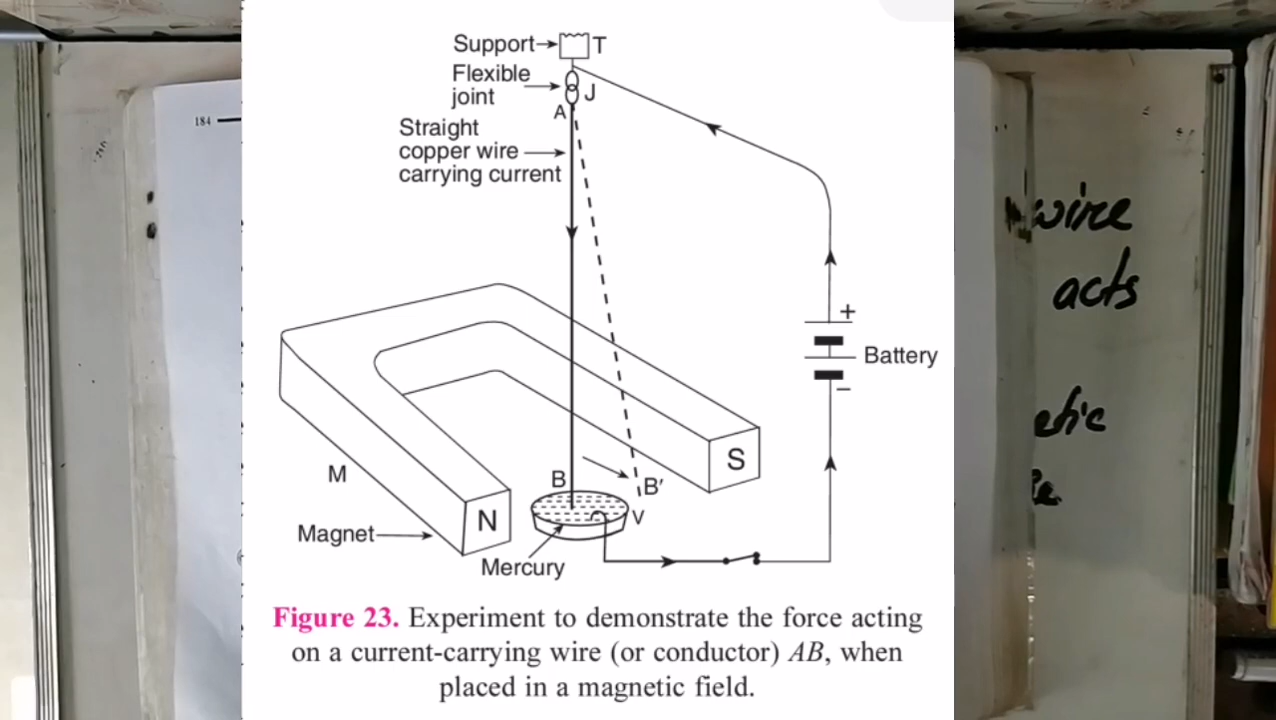 184
Support
T
Flexible
joint
J
A
Straight
copper wire
carrying current
+
Battery
−
M
Magnet
N
S
B
B′
V
Mercury
Figure 23. Experiment to demonstrate the force acting
on a current-carrying wire (or conductor) AB, when
placed in a magnetic field.
wire
acts